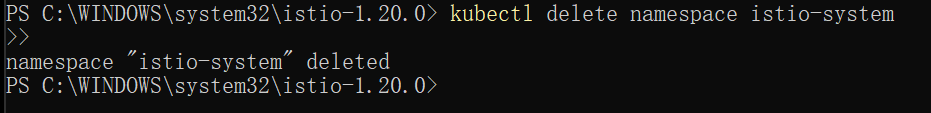 PS C:\WINDOWS\system32\istio-1.20.0> kubectl delete namespace istio-system
>>
namespace "istio-system" deleted
PS C:\WINDOWS\system32\istio-1.20.0>